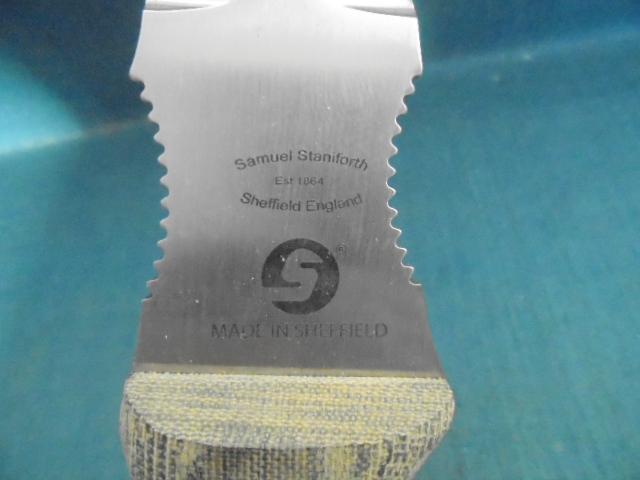 Samuel Staniforth
Est 1864
Sheffield England
S ®
MADE IN SHEFFIELD